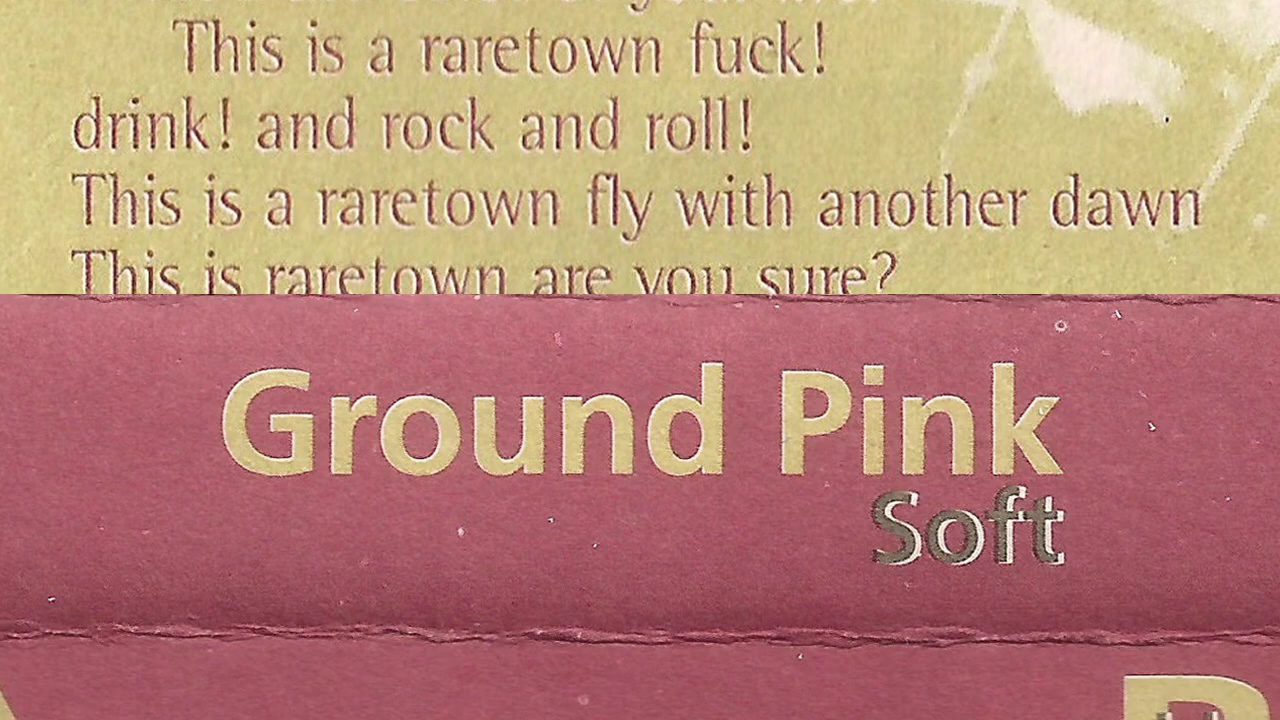 This is a raretown fuck!
drink! and rock and roll!
This is a raretown fly with another dawn
This is raretown are you sure?
Ground Pink
Soft